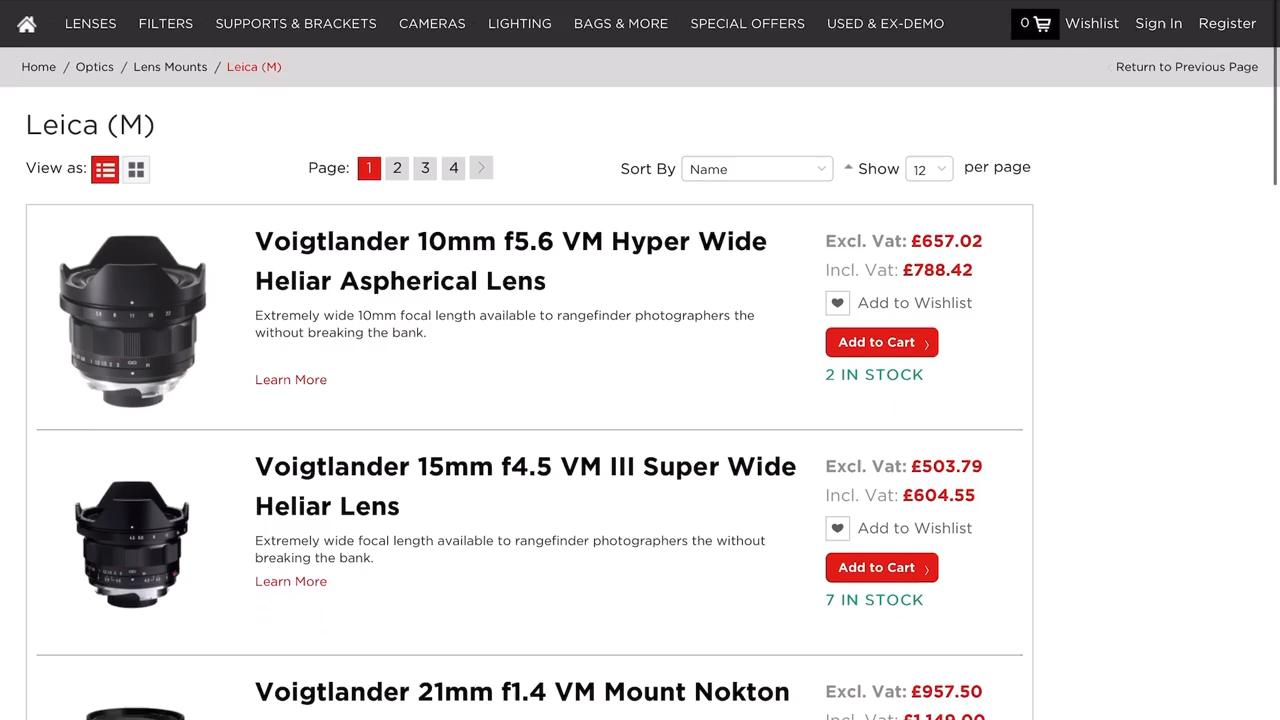 LENSES FILTERS SUPPORTS & BRACKETS CAMERAS LIGHTING BAGS & MORE SPECIAL OFFERS USED & EX-DEMO 0 Wishlist Sign In Register
Home / Optics / Lens Mounts / Leica (M) Return to Previous Page
Leica (M)
View as: Page: 1 2 3 4 Sort By Name Show 12 per page
Voigtlander 10mm f5.6 VM Hyper Wide
Heliar Aspherical Lens
Extremely wide 10mm focal length available to rangefinder photographers the
without breaking the bank.
Learn More
Excl. Vat: £657.02
Incl. Vat: £788.42
Add to Wishlist
Add to Cart
2 IN STOCK
Voigtlander 15mm f4.5 VM III Super Wide
Heliar Lens
Extremely wide focal length available to rangefinder photographers the without
breaking the bank.
Learn More
Excl. Vat: £503.79
Incl. Vat: £604.55
Add to Wishlist
Add to Cart
7 IN STOCK
Voigtlander 21mm f1.4 VM Mount Nokton
Excl. Vat: £957.50
Incl. Vat: £1,149.00